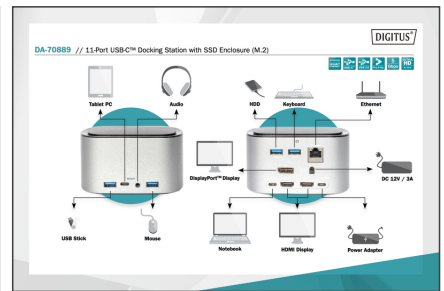 DIGITUS®
DA-70889 // 11-Port USB-C™ Docking Station with SSD Enclosure (M.2)
Tablet PC
Audio
HDD
Keyboard
Ethernet
DisplayPort™ Display
DC 12V / 3A
USB Stick
Mouse
Notebook
HDMI Display
Power Adapter